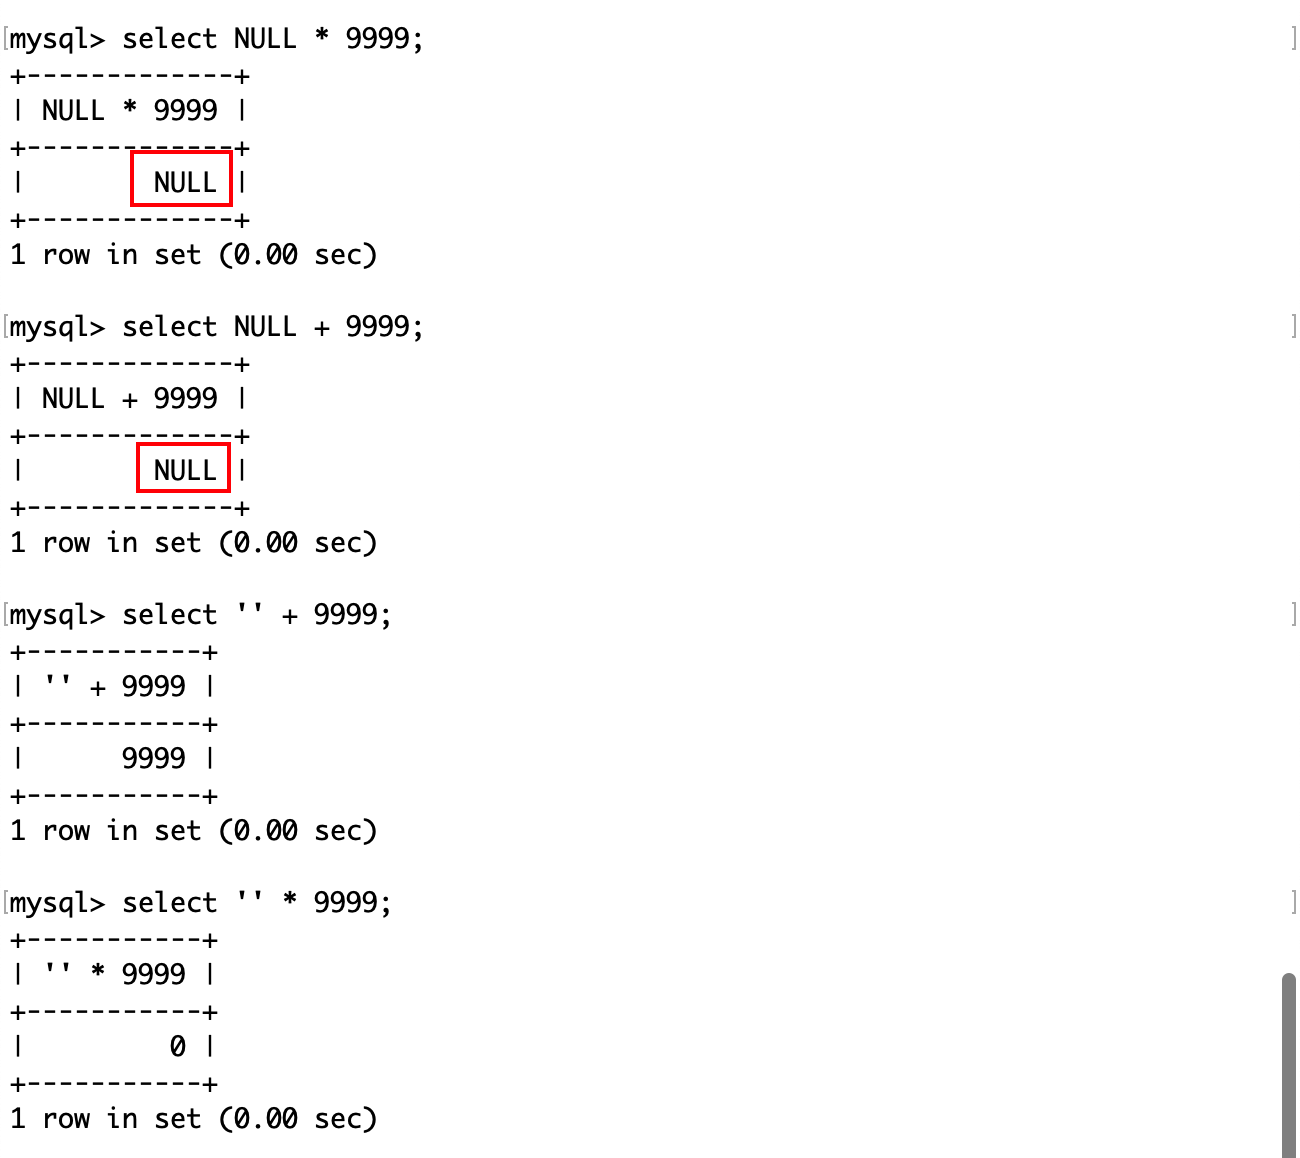 mysql> select NULL * 9999;
+-------------+
| NULL * 9999 |
+-------------+
|        NULL |
+-------------+
1 row in set (0.00 sec)
mysql> select NULL + 9999;
+-------------+
| NULL + 9999 |
+-------------+
|        NULL |
+-------------+
1 row in set (0.00 sec)
mysql> select '' + 9999;
+-----------+
| '' + 9999 |
+-----------+
|      9999 |
+-----------+
1 row in set (0.00 sec)
mysql> select '' * 9999;
+-----------+
| '' * 9999 |
+-----------+
|         0 |
+-----------+
1 row in set (0.00 sec)